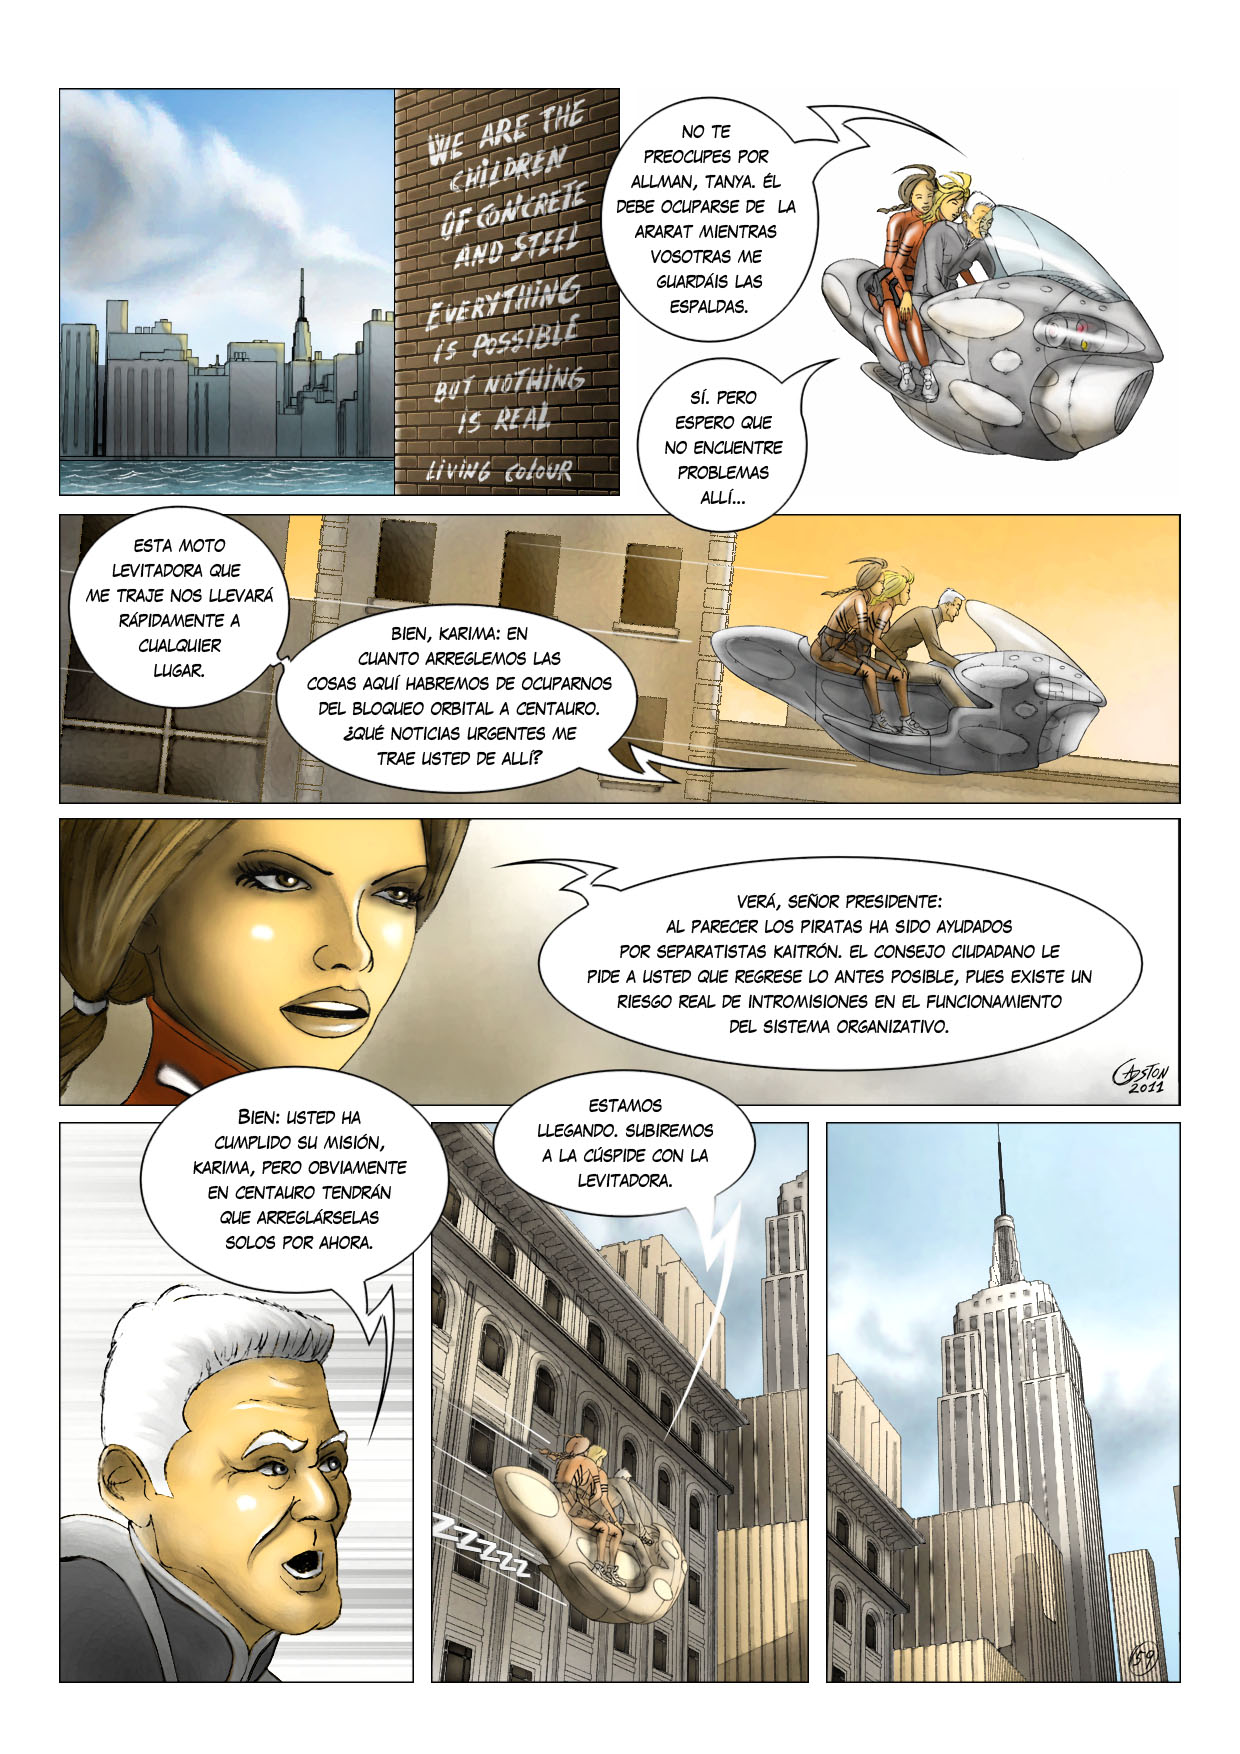 WE ARE THE
CHILDREN
OF CONCRETE
AND STEEL
EVERYTHING
IS POSSIBLE
BUT NOTHING
IS REAL
LIVING COLOUR
NO TE
PREOCUPES POR
ALLMAN, TANYA. ÉL
DEBE OCUPARSE DE LA
ARARAT MIENTRAS
VOSOTRAS ME
GUARDÁIS LAS
ESPALDAS.
SÍ. PERO
ESPERO QUE
NO ENCUENTRE
PROBLEMAS
ALLÍ...
ESTA MOTO
LEVITADORA QUE
ME TRAJE NOS LLEVARÁ
RÁPIDAMENTE A
CUALQUIER
LUGAR.
BIEN, KARIMA: EN
CUANTO ARREGLEMOS LAS
COSAS AQUÍ HABREMOS DE OCUPARNOS
DEL BLOQUEO ORBITAL A CENTAURO.
¿QUÉ NOTICIAS URGENTES ME
TRAE USTED DE ALLÍ?
VERÁ, SEÑOR PRESIDENTE:
AL PARECER LOS PIRATAS HA SIDO AYUDADOS
POR SEPARATISTAS KAITRÓN. EL CONSEJO CIUDADANO LE
PIDE A USTED QUE REGRESE LO ANTES POSIBLE, PUES EXISTE UN
RIESGO REAL DE INTROMISIONES EN EL FUNCIONAMIENTO
DEL SISTEMA ORGANIZATIVO.
GASTON
2011
BIEN: USTED HA
CUMPLIDO SU MISIÓN,
KARIMA, PERO OBVIAMENTE
EN CENTAURO TENDRÁN
QUE ARREGLÁRSELAS
SOLOS POR AHORA.
ESTAMOS
LLEGANDO. SUBIREMOS
A LA CÚSPIDE CON LA
LEVITADORA.
ZZZZZZ
59